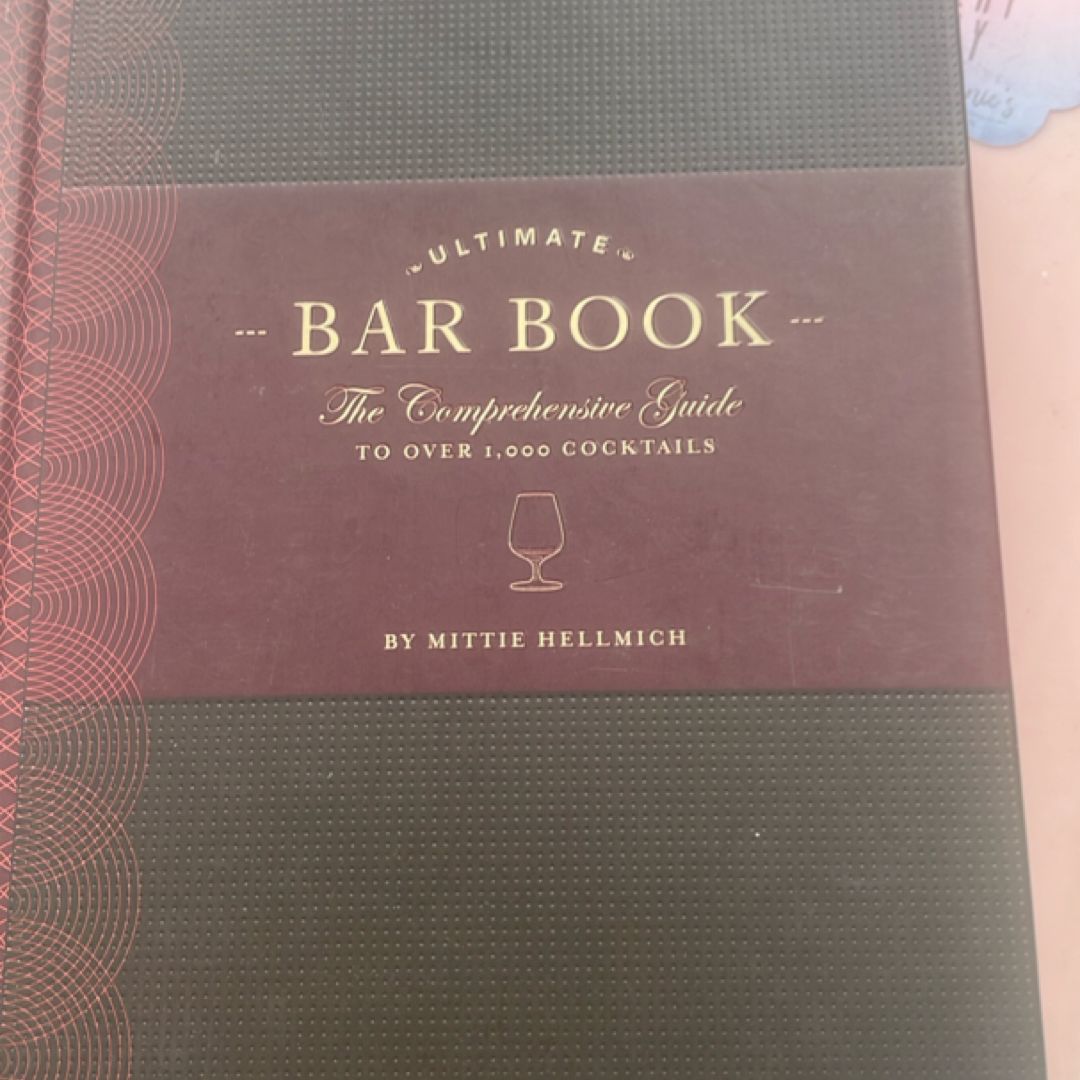 ULTIMATE
BAR BOOK
The Comprehensive Guide
TO OVER 1,000 COCKTAILS
BY MITTIE HELLMICH